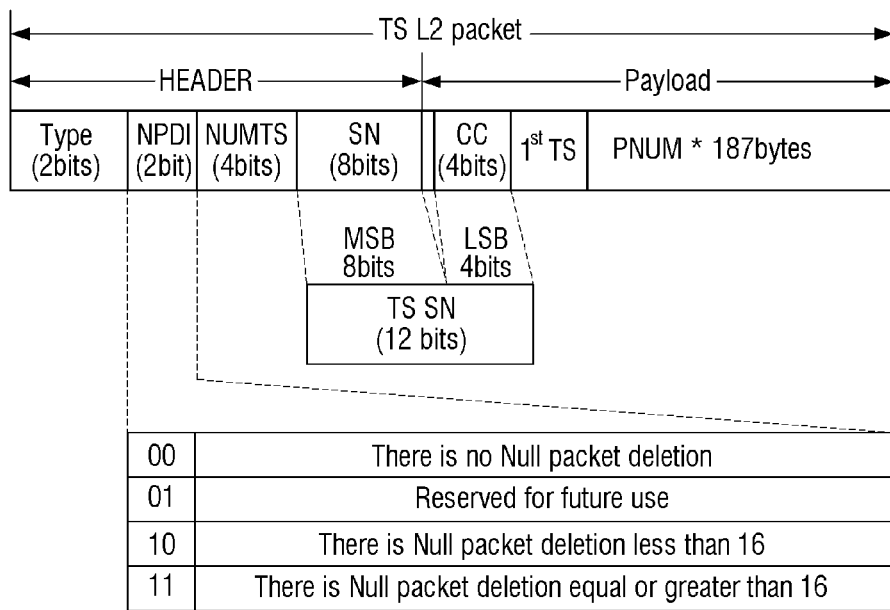 TS L2 packet
HEADER
Payload
Type
(2bits)
NPDI
(2bit)
NUMTS
(4bits)
SN
(8bits)
CC
(4bits)
1st TS
PNUM * 187bytes
MSB
8bits
LSB
4bits
TS SN
(12 bits)
00 There is no Null packet deletion
01 Reserved for future use
10 There is Null packet deletion less than 16
11 There is Null packet deletion equal or greater than 16